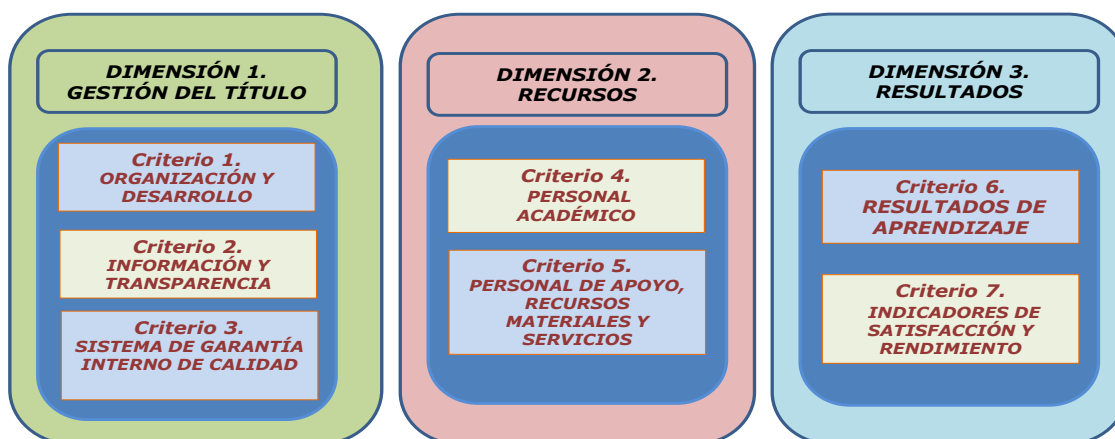 DIMENSIÓN 1.
GESTIÓN DEL TÍTULO
Criterio 1.
ORGANIZACIÓN Y
DESARROLLO
Criterio 2.
INFORMACIÓN Y
TRANSPARENCIA
Criterio 3.
SISTEMA DE GARANTÍA
INTERNO DE CALIDAD
DIMENSIÓN 2.
RECURSOS
Criterio 4.
PERSONAL
ACADÉMICO
Criterio 5.
PERSONAL DE APOYO,
RECURSOS
MATERIALES Y
SERVICIOS
DIMENSIÓN 3.
RESULTADOS
Criterio 6.
RESULTADOS DE
APRENDIZAJE
Criterio 7.
INDICADORES DE
SATISFACCIÓN Y
RENDIMIENTO